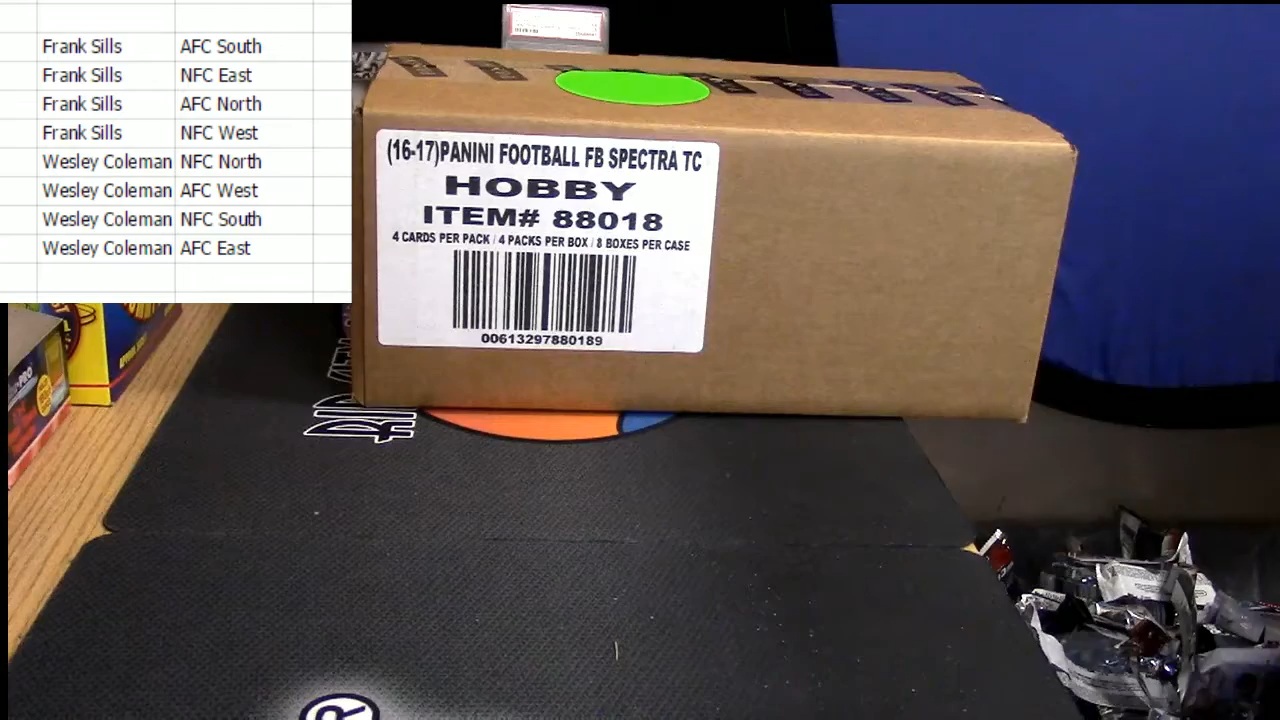 Frank Sills AFC South
Frank Sills NFC East
Frank Sills AFC North
Frank Sills NFC West
Wesley Coleman NFC North
Wesley Coleman AFC West
Wesley Coleman NFC South
Wesley Coleman AFC East
(16-17)PANINI FOOTBALL FB SPECTRA TC
HOBBY
ITEM# 88018
4 CARDS PER PACK / 4 PACKS PER BOX / 8 BOXES PER CASE
00613297880189